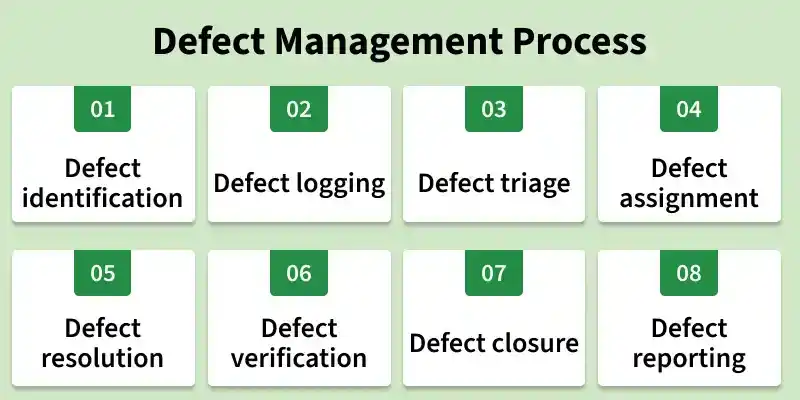 Defect Management Process
01
Defect
identification
02
Defect logging
03
Defect triage
04
Defect
assignment
05
Defect
resolution
06
Defect
verification
07
Defect closure
08
Defect
reporting